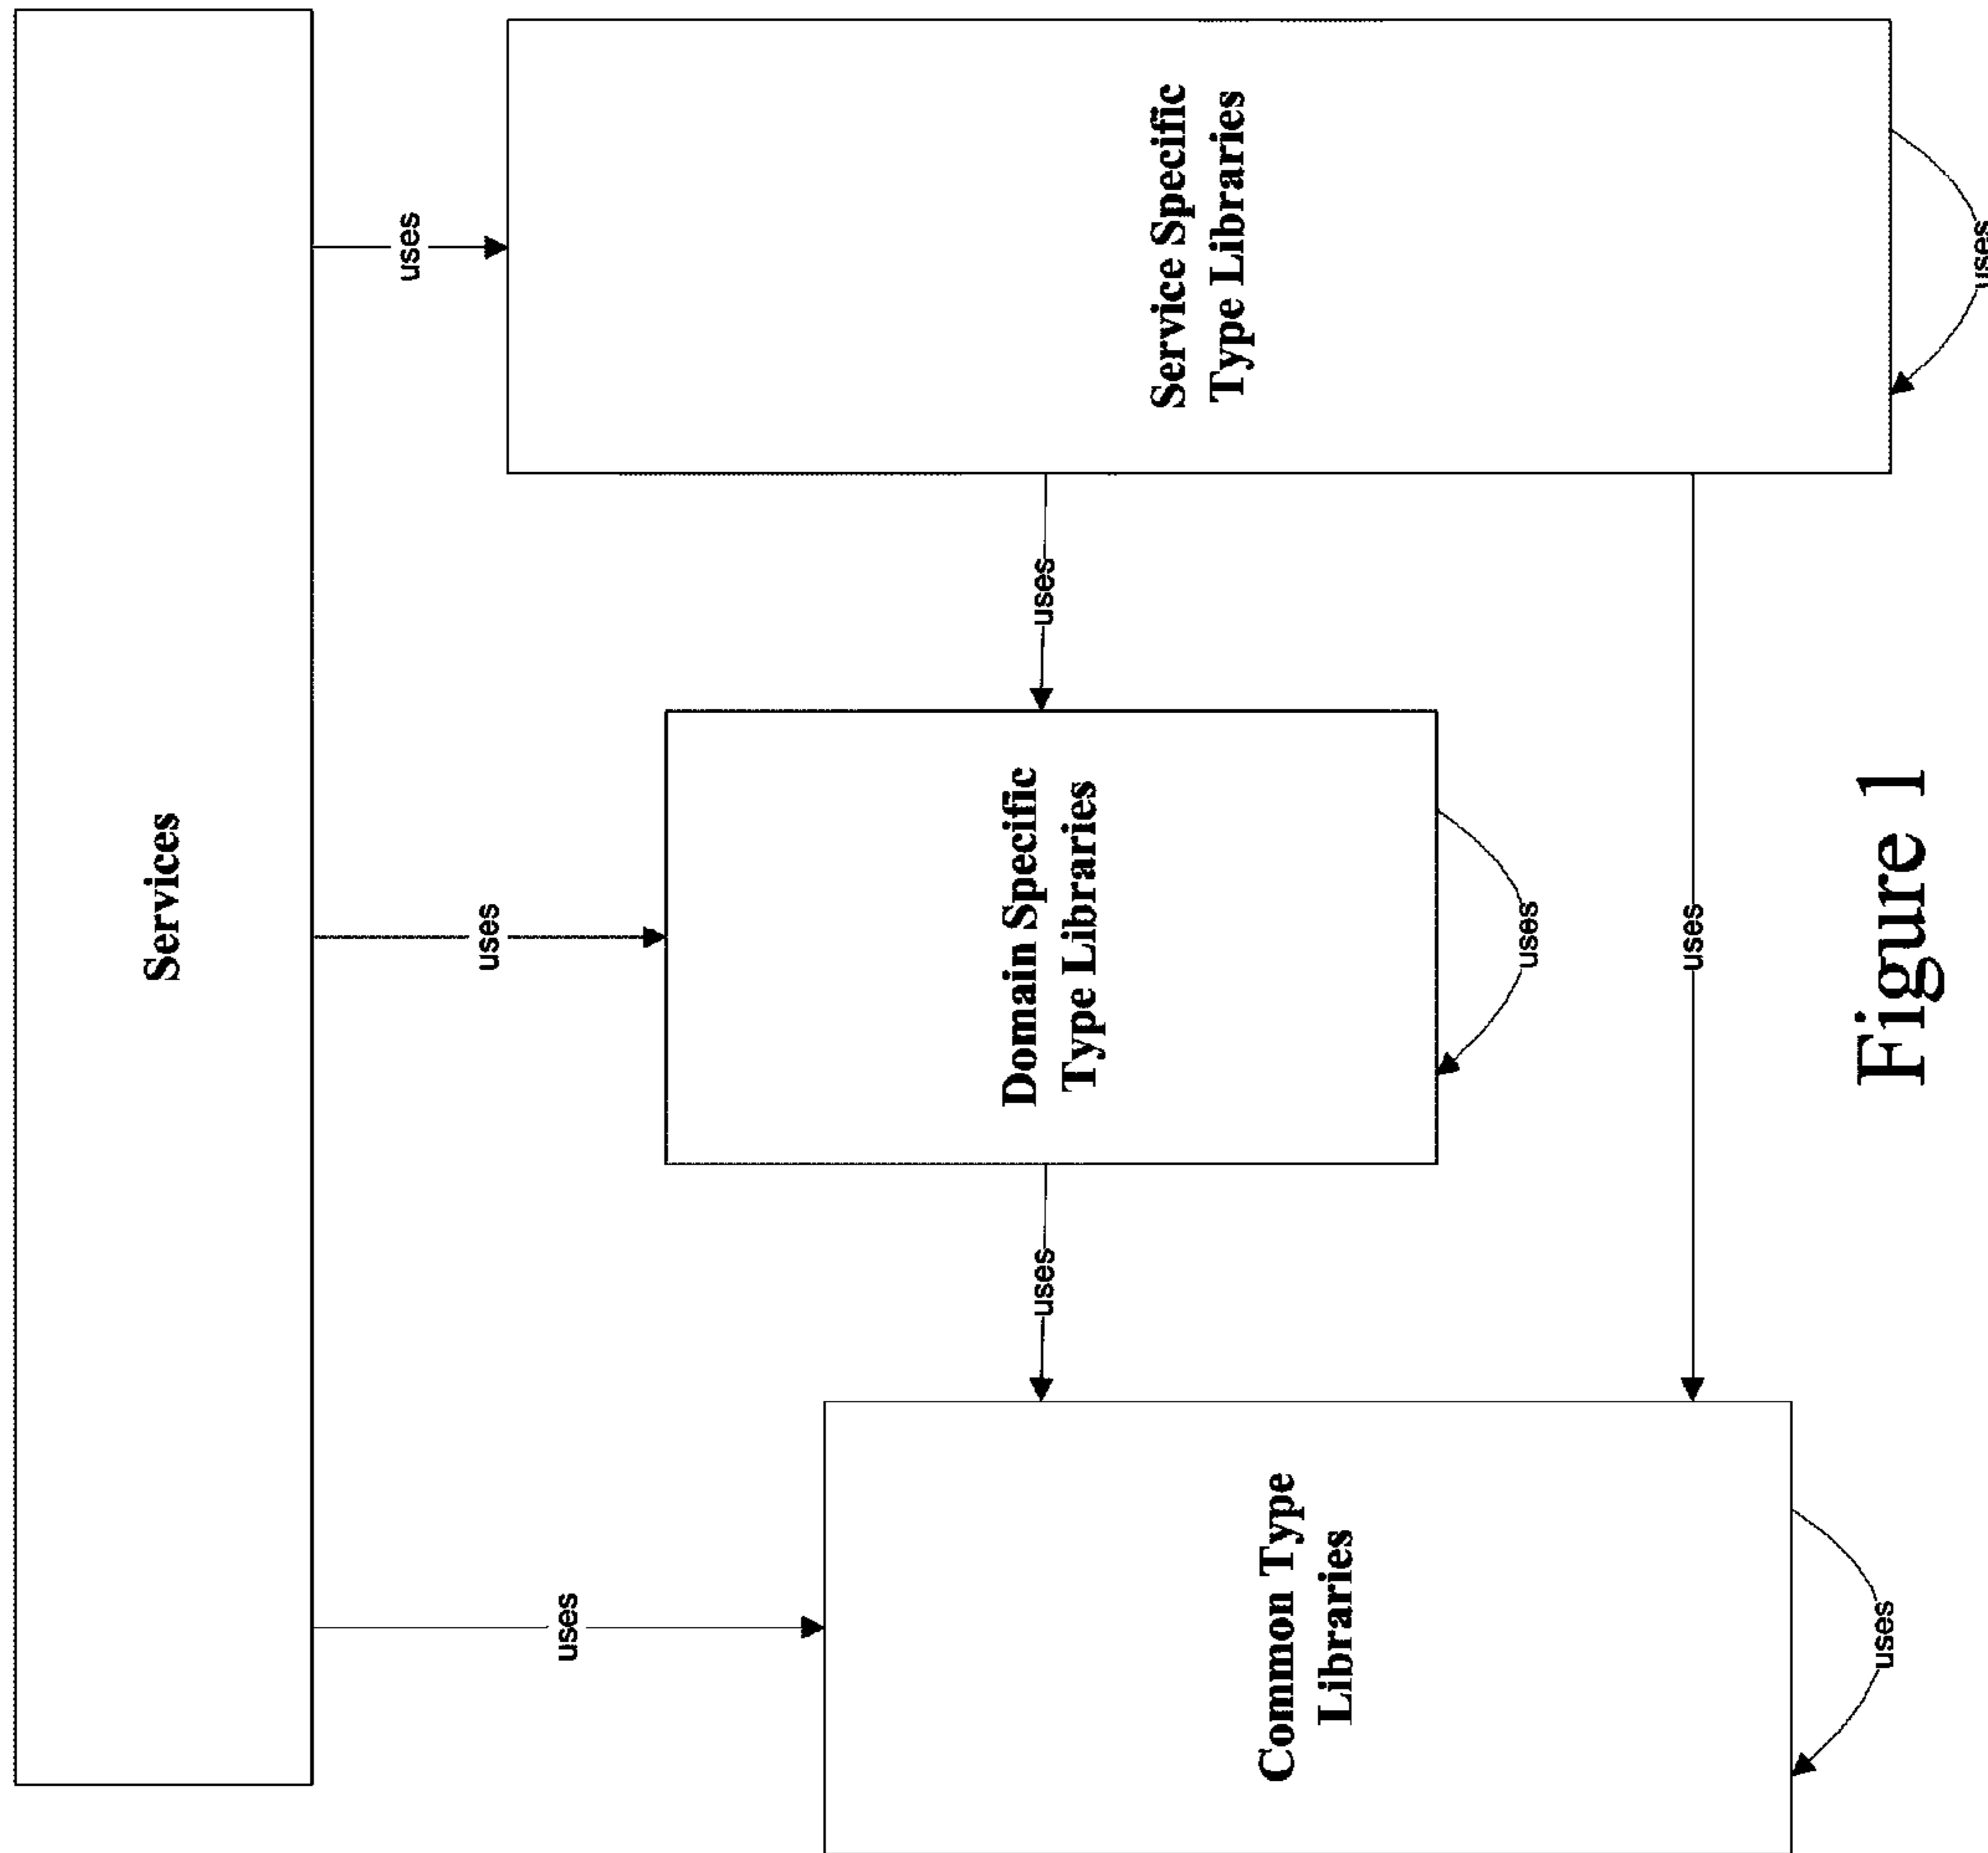 Services
uses
uses
uses
Common Type
Libraries
uses
Domain Specific
Type Libraries
uses
Service Specific
Type Libraries
uses
uses
uses
uses
Figure 1